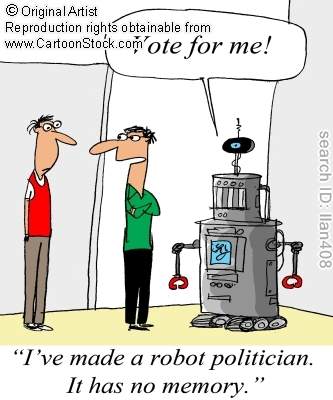 © Original Artist
Reproduction rights obtainable from
www.CartoonStock.com
Vote for me!
search ID: llan408
"I've made a robot politician.
It has no memory."